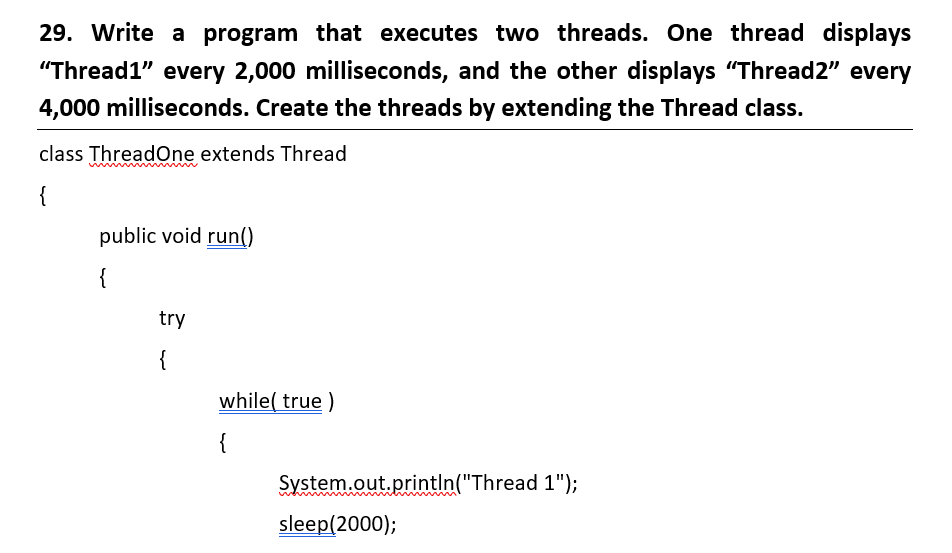 29. Write a program that executes two threads. One thread displays
“Thread1” every 2,000 milliseconds, and the other displays “Thread2” every
4,000 milliseconds. Create the threads by extending the Thread class.
class ThreadOne extends Thread
{
public void run()
{
try
{
while( true )
{
System.out.println("Thread 1");
sleep(2000);